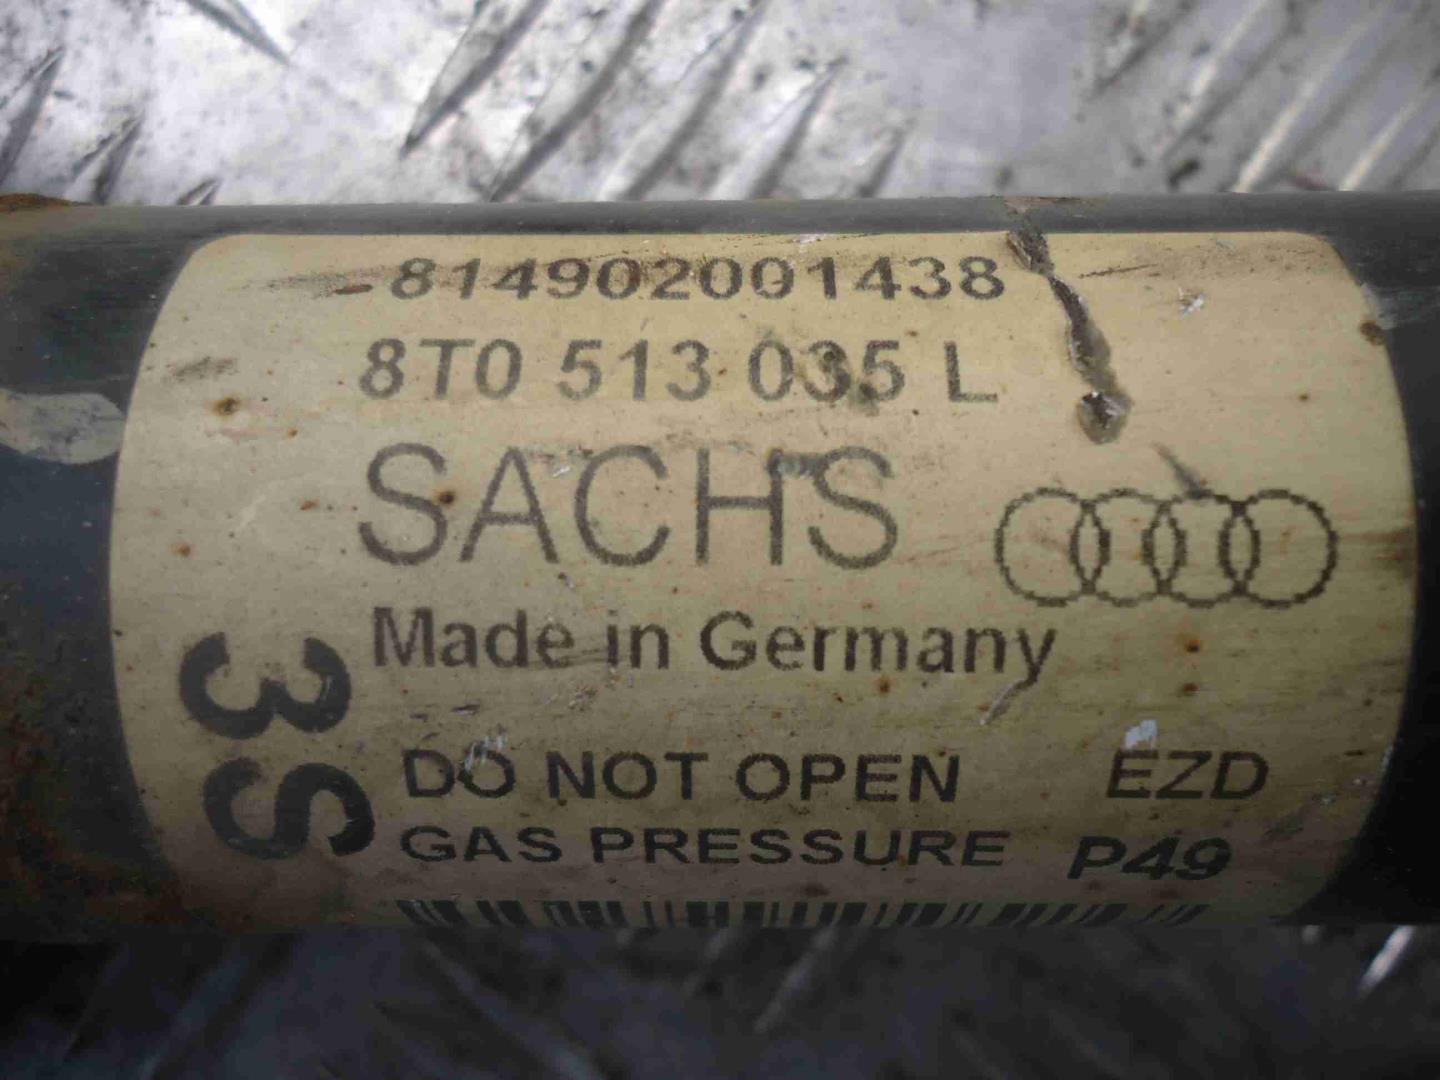 814902001438
8T0 513 035 L
SACHS
Made in Germany
3S
DO NOT OPEN EZD
GAS PRESSURE P49